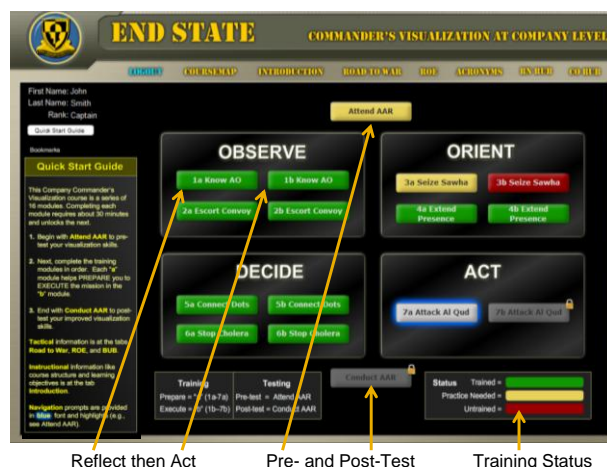 END STATE
COMMANDER'S VISUALIZATION AT COMPANY LEVEL
LOGOUT COURSEMAP INTRODUCTION ROAD TO WAR ROE ACRONYMS BN HUB CO HUB
First Name: John
Last Name: Smith
Rank: Captain
Quick Start Guide
Bookmarks
Quick Start Guide
This Company Commander's
Visualization course is a series of
16 modules. Completing each
module requires about 30 minutes
and unlocks the next.
1. Begin with Attend AAR to pre-
test your visualization skills.
2. Next, complete the training
modules in order. Each "a"
module helps PREPARE you to
EXECUTE the mission in the
"b" module.
3. End with Conduct AAR to post-
test your improved visualization
skills.
Tactical information is at the tabs
Road to War, ROE, and BUB.
Instructional information like
course structure and learning
objectives is at the tab
Introduction.
Navigation prompts are provided
in blue font and highlights (e.g.,
see Attend AAR).
Attend AAR
OBSERVE
1a Know AO 1b Know AO
2a Escort Convoy 2b Escort Convoy
ORIENT
3a Seize Sawha 3b Seize Sawha
4a Extend
Presence
4b Extend
Presence
DECIDE
5a Connect Dots 5b Connect Dots
6a Stop Cholera 6b Stop Cholera
ACT
7a Attack Al Qud 7b Attack Al Qud
Training Testing
Prepare = "a" (1a-7a) Pre-test = Attend AAR
Execute = "b" (1b–7b) Post-test = Conduct AAR
Conduct AAR
Status Trained =
Practice Needed =
Untrained =
Reflect then Act Pre- and Post-Test Training Status